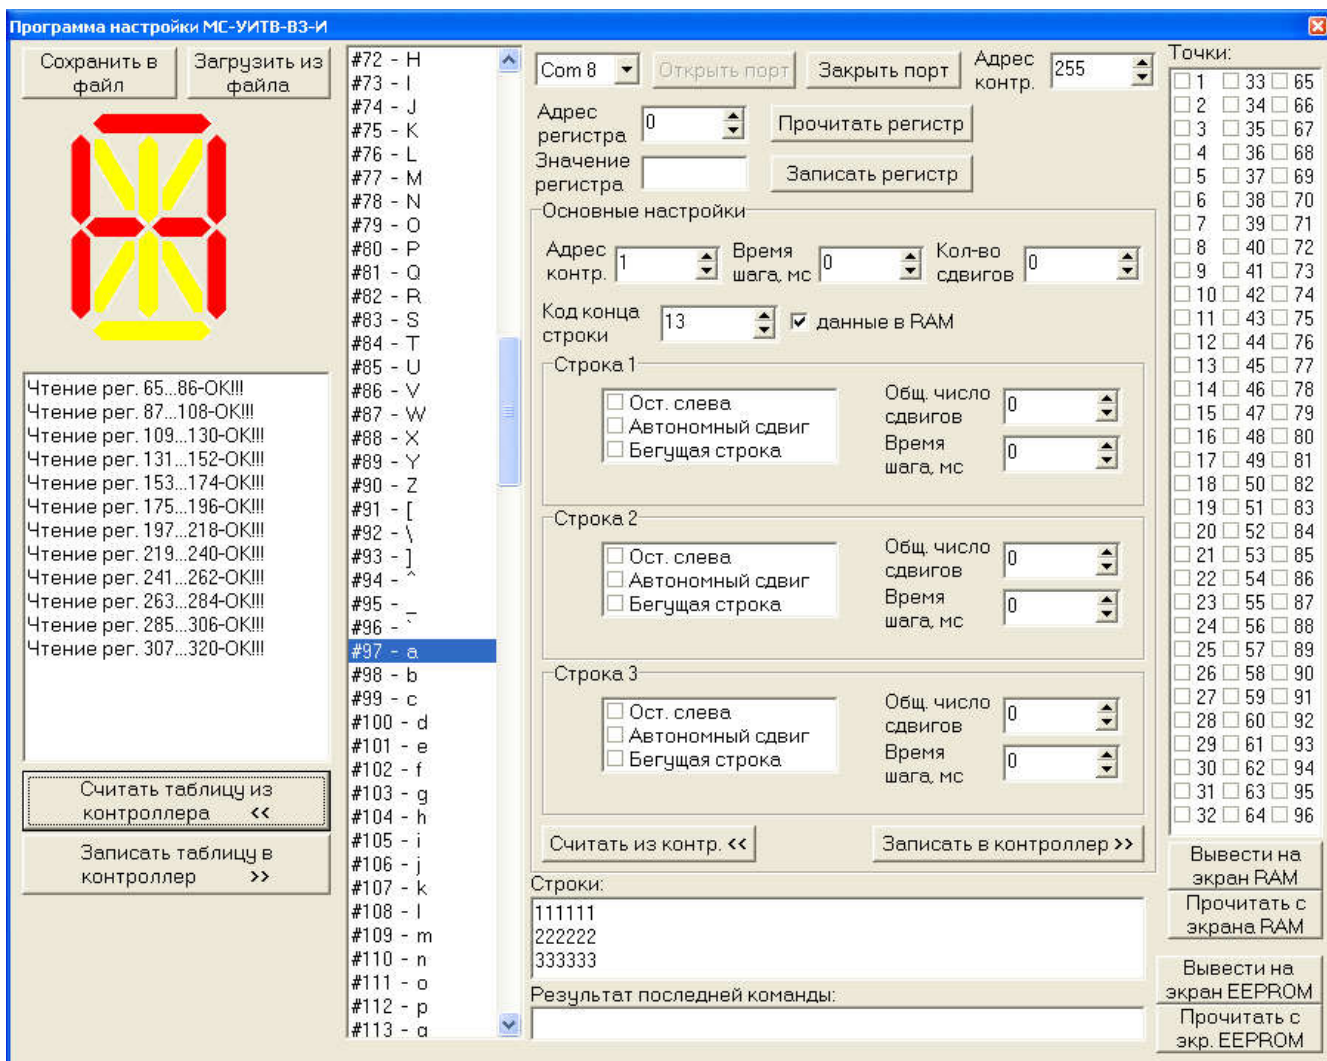 Программа настройки МС-УИТВ-ВЗ-И
Сохранить в файл
Загрузить из файла
Чтение рег. 65...86-OK!!!
Чтение рег. 87...108-OK!!!
Чтение рег. 109...130-OK!!!
Чтение рег. 131...152-OK!!!
Чтение рег. 153...174-OK!!!
Чтение рег. 175...196-OK!!!
Чтение рег. 197...218-OK!!!
Чтение рег. 219...240-OK!!!
Чтение рег. 241...262-OK!!!
Чтение рег. 263...284-OK!!!
Чтение рег. 285...306-OK!!!
Чтение рег. 307...320-OK!!!
Считать таблицу из
контроллера <<
Записать таблицу в
контроллер >>
#72 - H
#73 - I
#74 - J
#75 - K
#76 - L
#77 - M
#78 - N
#79 - O
#80 - P
#81 - Q
#82 - R
#83 - S
#84 - T
#85 - U
#86 - V
#87 - W
#88 - X
#89 - Y
#90 - Z
#91 - [
#92 - \
#93 - ]
#94 - ^
#95 - _
#96 - `
#97 - a
#98 - b
#99 - c
#100 - d
#101 - e
#102 - f
#103 - g
#104 - h
#105 - i
#106 - j
#107 - k
#108 - l
#109 - m
#110 - n
#111 - o
#112 - p
#113 - q
Com 8
Открыть порт
Закрыть порт
Адрес
контр.
255
Адрес
регистра
0
Прочитать регистр
Значение
регистра
Записать регистр
Основные настройки
Адрес
контр.
1
Время
шага, мс
0
Кол-во
сдвигов
0
Код конца
строки
13
данные в RAM
Строка 1
Ост. слева
Автономный сдвиг
Бегущая строка
Общ. число
сдвигов
0
Время
шага, мс
0
Строка 2
Ост. слева
Автономный сдвиг
Бегущая строка
Общ. число
сдвигов
0
Время
шага, мс
0
Строка 3
Ост. слева
Автономный сдвиг
Бегущая строка
Общ. число
сдвигов
0
Время
шага, мс
0
Считать из контр. <<
Записать в контроллер >>
Строки:
111111
222222
333333
Результат последней команды:
Точки:
1 33 65
2 34 66
3 35 67
4 36 68
5 37 69
6 38 70
7 39 71
8 40 72
9 41 73
10 42 74
11 43 75
12 44 76
13 45 77
14 46 78
15 47 79
16 48 80
17 49 81
18 50 82
19 51 83
20 52 84
21 53 85
22 54 86
23 55 87
24 56 88
25 57 89
26 58 90
27 59 91
28 60 92
29 61 93
30 62 94
31 63 95
32 64 96
Вывести на
экран RAM
Прочитать с
экрана RAM
Вывести на
экран EEPROM
Прочитать с
экр. EEPROM